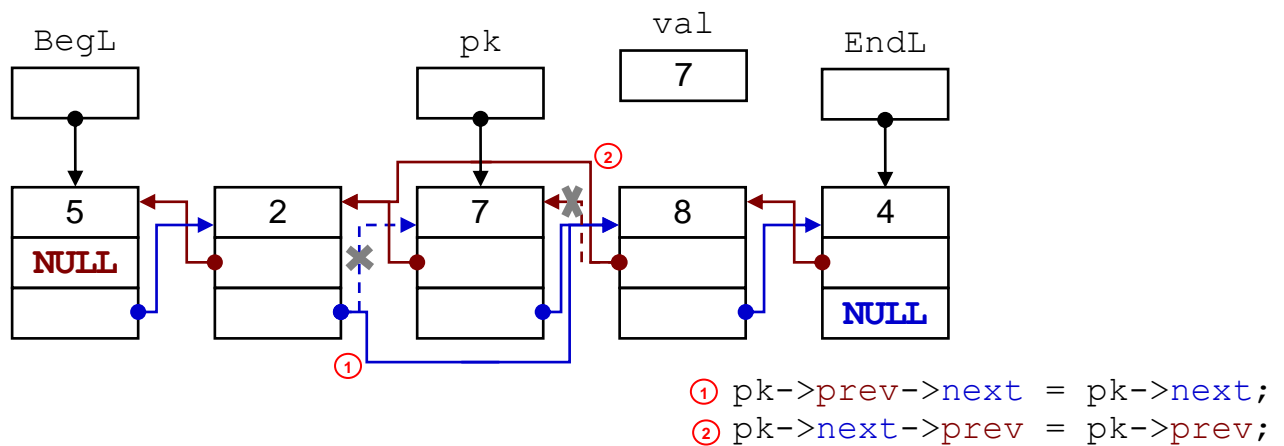 BegL pk val EndL
7
②
5 2 7 8 4
NULL
NULL
①
① pk->prev->next = pk->next;
② pk->next->prev = pk->prev;